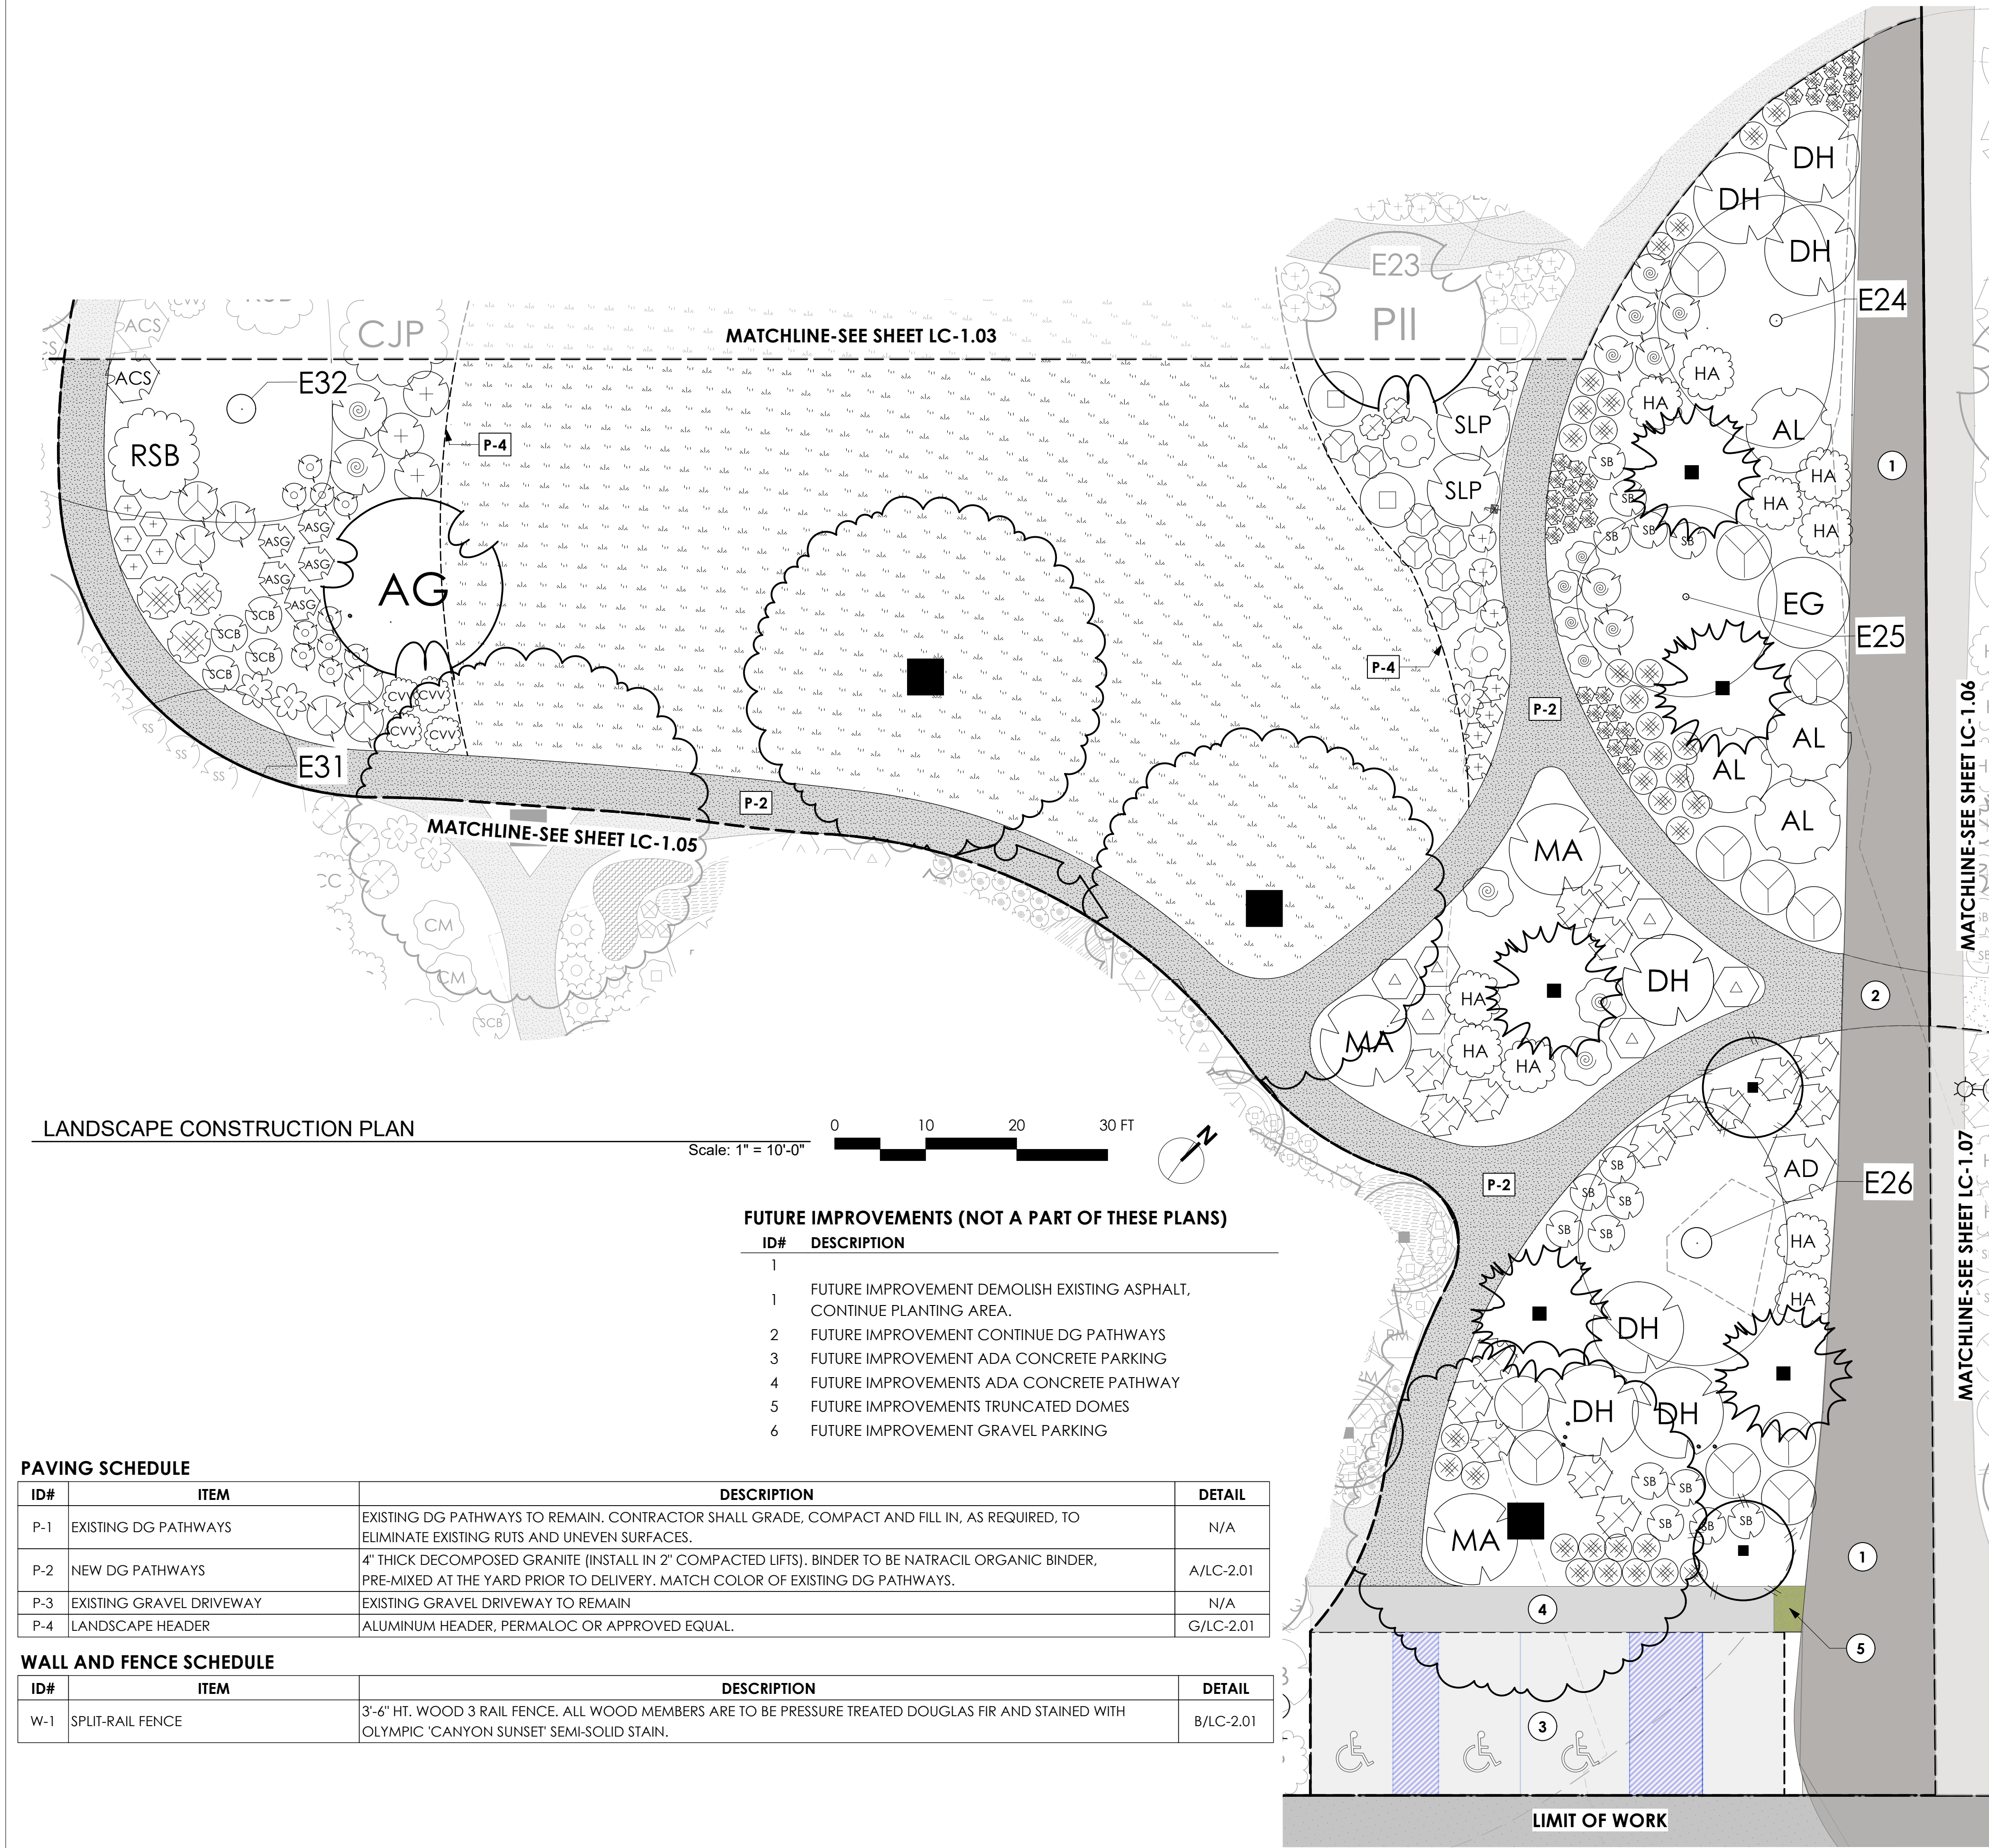 DH
DH
DH
E23
PII
E24
ACS
CJP
MATCHLINE-SEE SHEET LC-1.03
ACS
E32
HA
HA
RSB
P-4
SLP
AL
SB
1
SLP
SB
HA
HA
ASG
ASG
SB
SB
SB
HA
ASG
ASG
AG
EG
ASG
SCB
SCB
SCB
SCB
E25
P-4
CVV
CVV
CVV
CVV
P-2
AL
AL
SS
SS
SS
E31
P-2
MATCHLINE-SEE SHEET LC-1.05
AL
MA
MATCHLINE-SEE SHEET LC-1.06
CC
CM
CM
SCB
DH
HA
2
MA
HA
HA
LANDSCAPE CONSTRUCTION PLAN
Scale: 1" = 10'-0"
0 10 20 30 FT
N
MATCHLINE-SEE SHEET LC-1.07
SB
AD
P-2
SB
SB
E26
SB
SB
HA
HA
DH
RM
DH
DH
SB
SB
SB
SB
SB
MA
1
4
5
3
LIMIT OF WORK
FUTURE IMPROVEMENTS (NOT A PART OF THESE PLANS)
ID# DESCRIPTION
1
1 FUTURE IMPROVEMENT DEMOLISH EXISTING ASPHALT,
CONTINUE PLANTING AREA.
2 FUTURE IMPROVEMENT CONTINUE DG PATHWAYS
3 FUTURE IMPROVEMENT ADA CONCRETE PARKING
4 FUTURE IMPROVEMENTS ADA CONCRETE PATHWAY
5 FUTURE IMPROVEMENTS TRUNCATED DOMES
6 FUTURE IMPROVEMENT GRAVEL PARKING
PAVING SCHEDULE
ID# ITEM DESCRIPTION DETAIL
P-1 EXISTING DG PATHWAYS EXISTING DG PATHWAYS TO REMAIN. CONTRACTOR SHALL GRADE, COMPACT AND FILL IN, AS REQUIRED, TO
ELIMINATE EXISTING RUTS AND UNEVEN SURFACES. N/A
P-2 NEW DG PATHWAYS 4" THICK DECOMPOSED GRANITE (INSTALL IN 2" COMPACTED LIFTS). BINDER TO BE NATRACIL ORGANIC BINDER,
PRE-MIXED AT THE YARD PRIOR TO DELIVERY. MATCH COLOR OF EXISTING DG PATHWAYS. A/LC-2.01
P-3 EXISTING GRAVEL DRIVEWAY EXISTING GRAVEL DRIVEWAY TO REMAIN N/A
P-4 LANDSCAPE HEADER ALUMINUM HEADER, PERMALOC OR APPROVED EQUAL. G/LC-2.01
WALL AND FENCE SCHEDULE
ID# ITEM DESCRIPTION DETAIL
W-1 SPLIT-RAIL FENCE 3'-6" HT. WOOD 3 RAIL FENCE. ALL WOOD MEMBERS ARE TO BE PRESSURE TREATED DOUGLAS FIR AND STAINED WITH
OLYMPIC 'CANYON SUNSET' SEMI-SOLID STAIN. B/LC-2.01